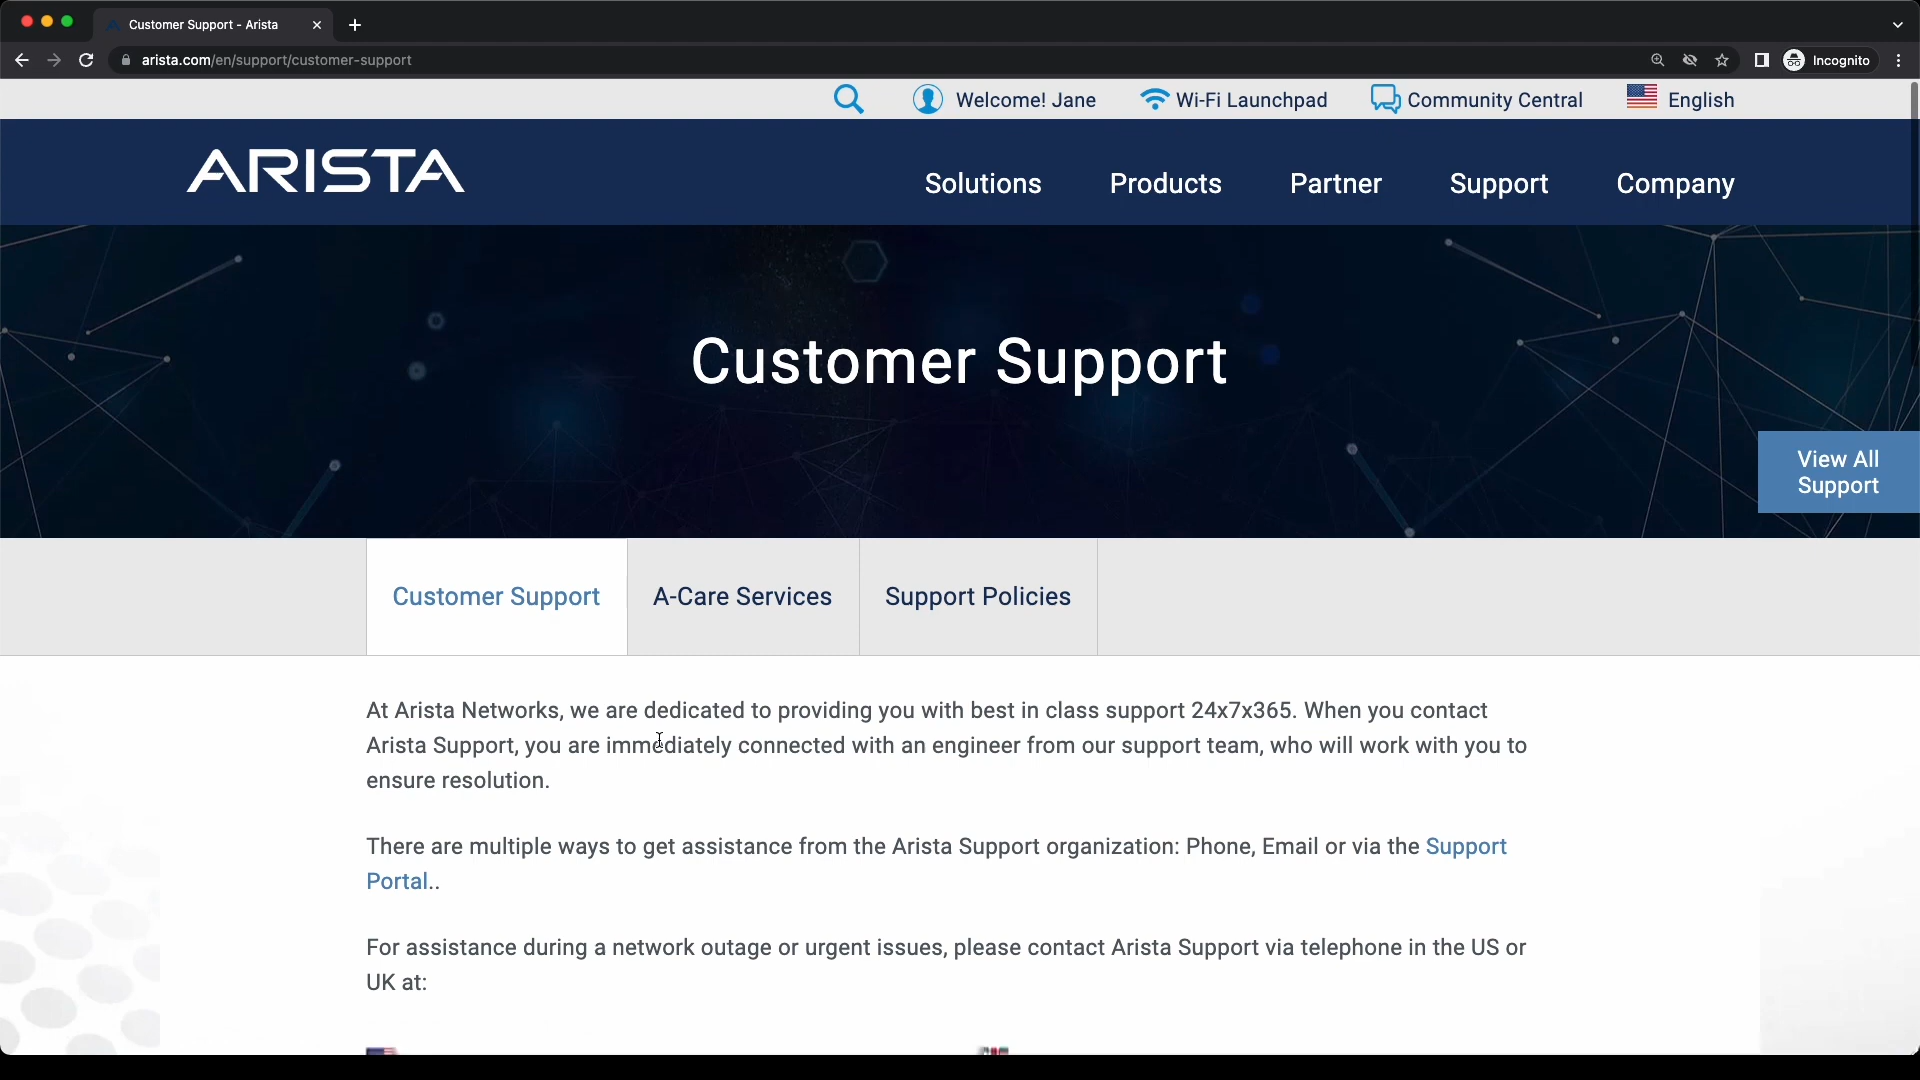 Customer Support - Arista
arista.com/en/support/customer-support
Incognito
Welcome! Jane
Wi-Fi Launchpad
Community Central
English
ARISTA
Solutions
Products
Partner
Support
Company
Customer Support
View All
Support
Customer Support
A-Care Services
Support Policies
At Arista Networks, we are dedicated to providing you with best in class support 24x7x365. When you contact
Arista Support, you are immediately connected with an engineer from our support team, who will work with you to
ensure resolution.
There are multiple ways to get assistance from the Arista Support organization: Phone, Email or via the Support
Portal..
For assistance during a network outage or urgent issues, please contact Arista Support via telephone in the US or
UK at: